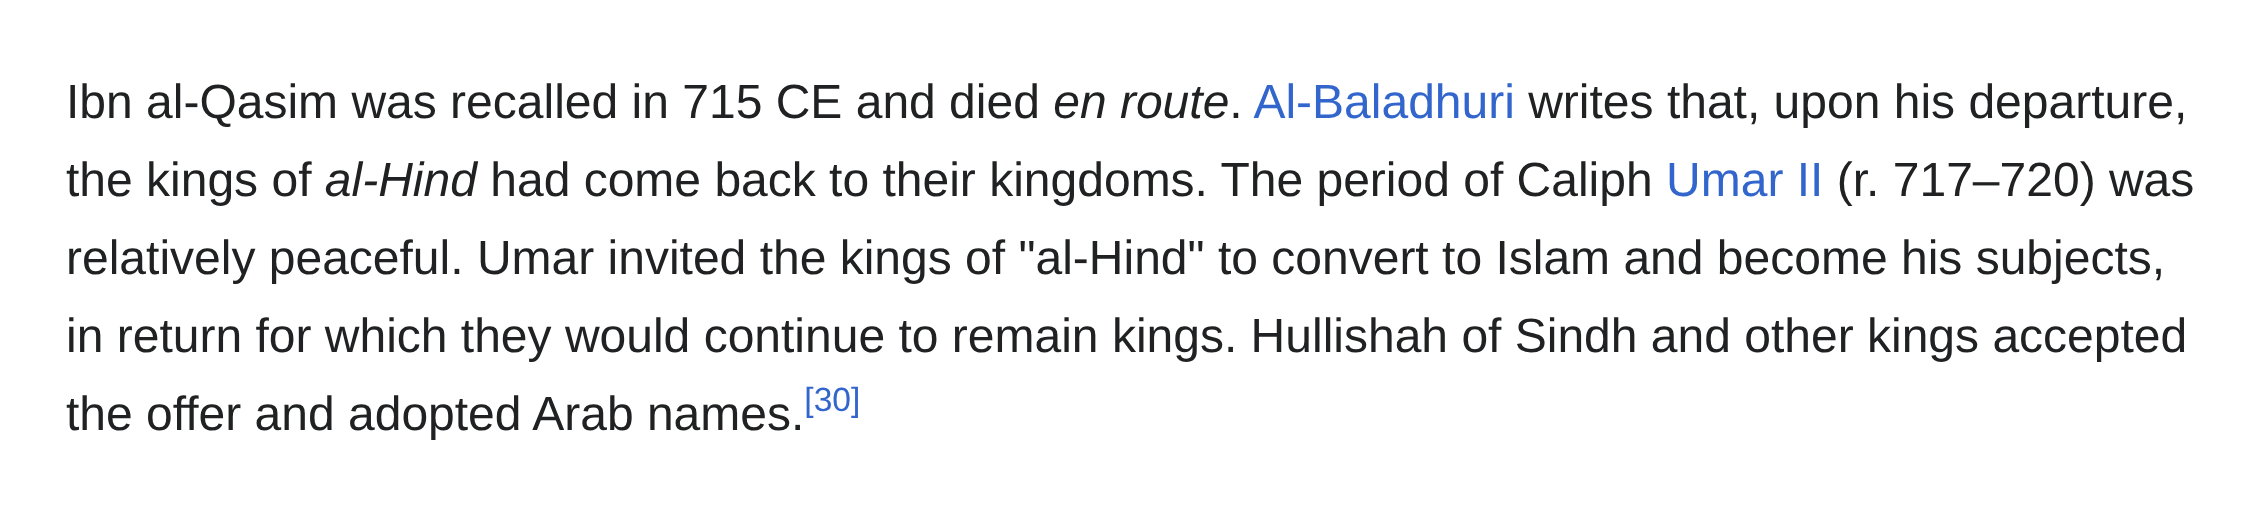 Ibn al-Qasim was recalled in 715 CE and died en route. Al-Baladhuri writes that, upon his departure,
the kings of al-Hind had come back to their kingdoms. The period of Caliph Umar II (r. 717–720) was
relatively peaceful. Umar invited the kings of "al-Hind" to convert to Islam and become his subjects,
in return for which they would continue to remain kings. Hullishah of Sindh and other kings accepted
the offer and adopted Arab names.[30]